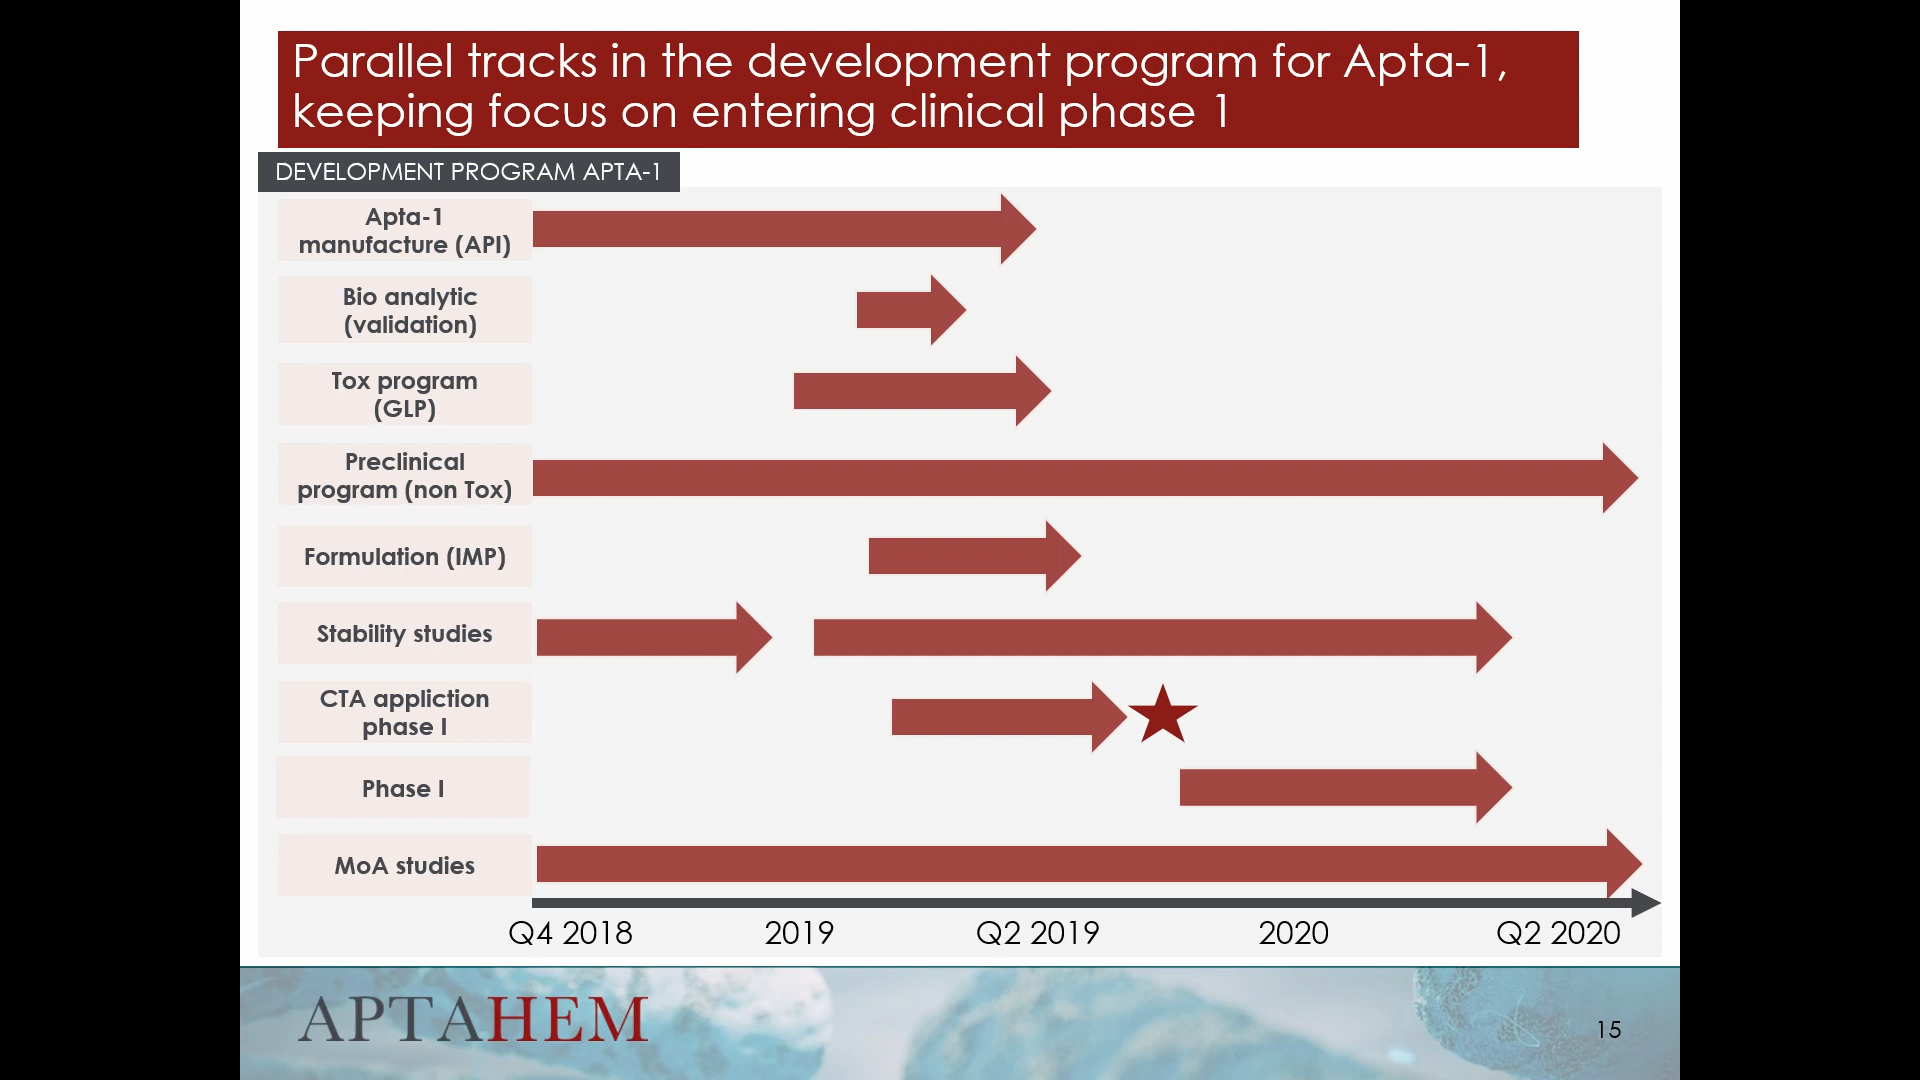 Parallel tracks in the development program for Apta-1,
keeping focus on entering clinical phase 1
DEVELOPMENT PROGRAM APTA-1
Apta-1
manufacture (API)
Bio analytic
(validation)
Tox program
(GLP)
Preclinical
program (non Tox)
Formulation (IMP)
Stability studies
CTA appliction
phase I
Phase I
MoA studies
Q4 2018 2019 Q2 2019 2020 Q2 2020
APTAHEM
15